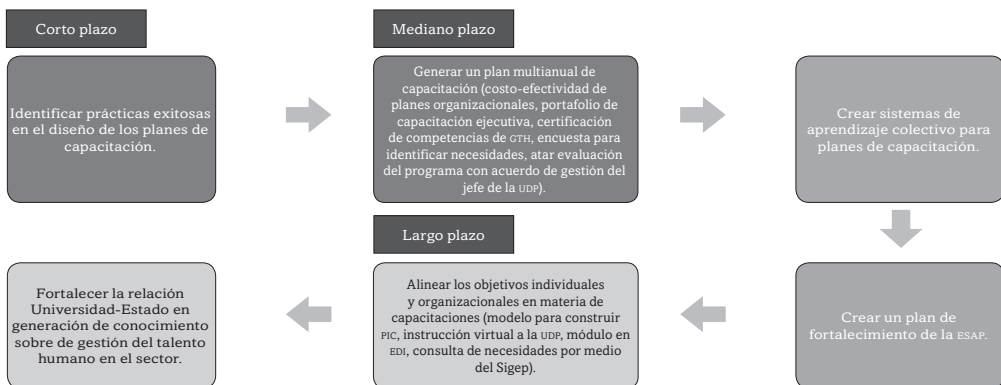 Corto plazo
Identificar prácticas exitosas
en el diseño de los planes de
capacitación.
Mediano plazo
Generar un plan multianual de
capacitación (costo-efectividad de
planes organizacionales, portafolio de
capacitación ejecutiva, certificación
de competencias de GTH, encuesta para
identificar necesidades, atar evaluación
del programa con acuerdo de gestión del
jefe de la UDP).
Crear sistemas de
aprendizaje colectivo para
planes de capacitación.
Crear un plan de
fortalecimiento de la ESAP.
Largo plazo
Alinear los objetivos individuales
y organizacionales en materia de
capacitaciones (modelo para construir
PIC, instrucción virtual a la UDP, módulo en
EDI, consulta de necesidades por medio
del Sigep).
Fortalecer la relación
Universidad-Estado en
generación de conocimiento
sobre de gestión del talento
humano en el sector.